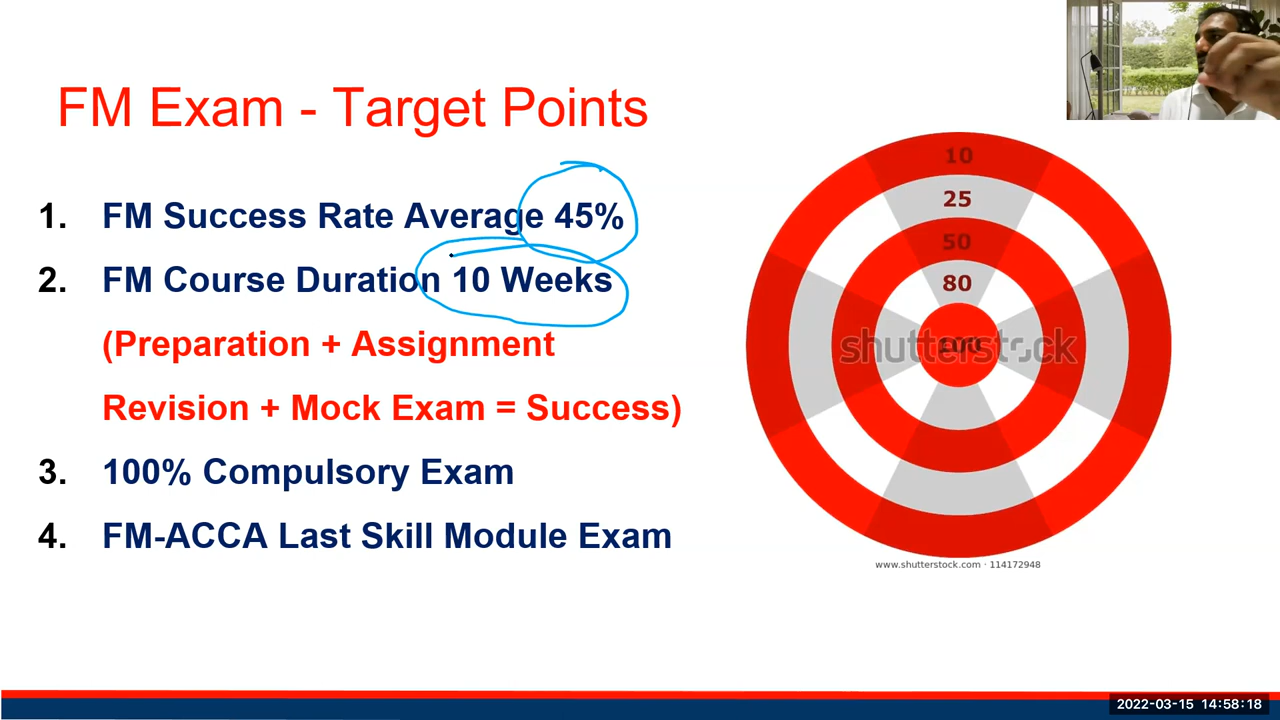 FM Exam - Target Points
1. FM Success Rate Average 45%
2. FM Course Duration 10 Weeks
(Preparation + Assignment
Revision + Mock Exam = Success)
3. 100% Compulsory Exam
4. FM-ACCA Last Skill Module Exam
10
25
50
80
100
shutterstock
www.shutterstock.com · 114172948
2022-03-15 14:58:18